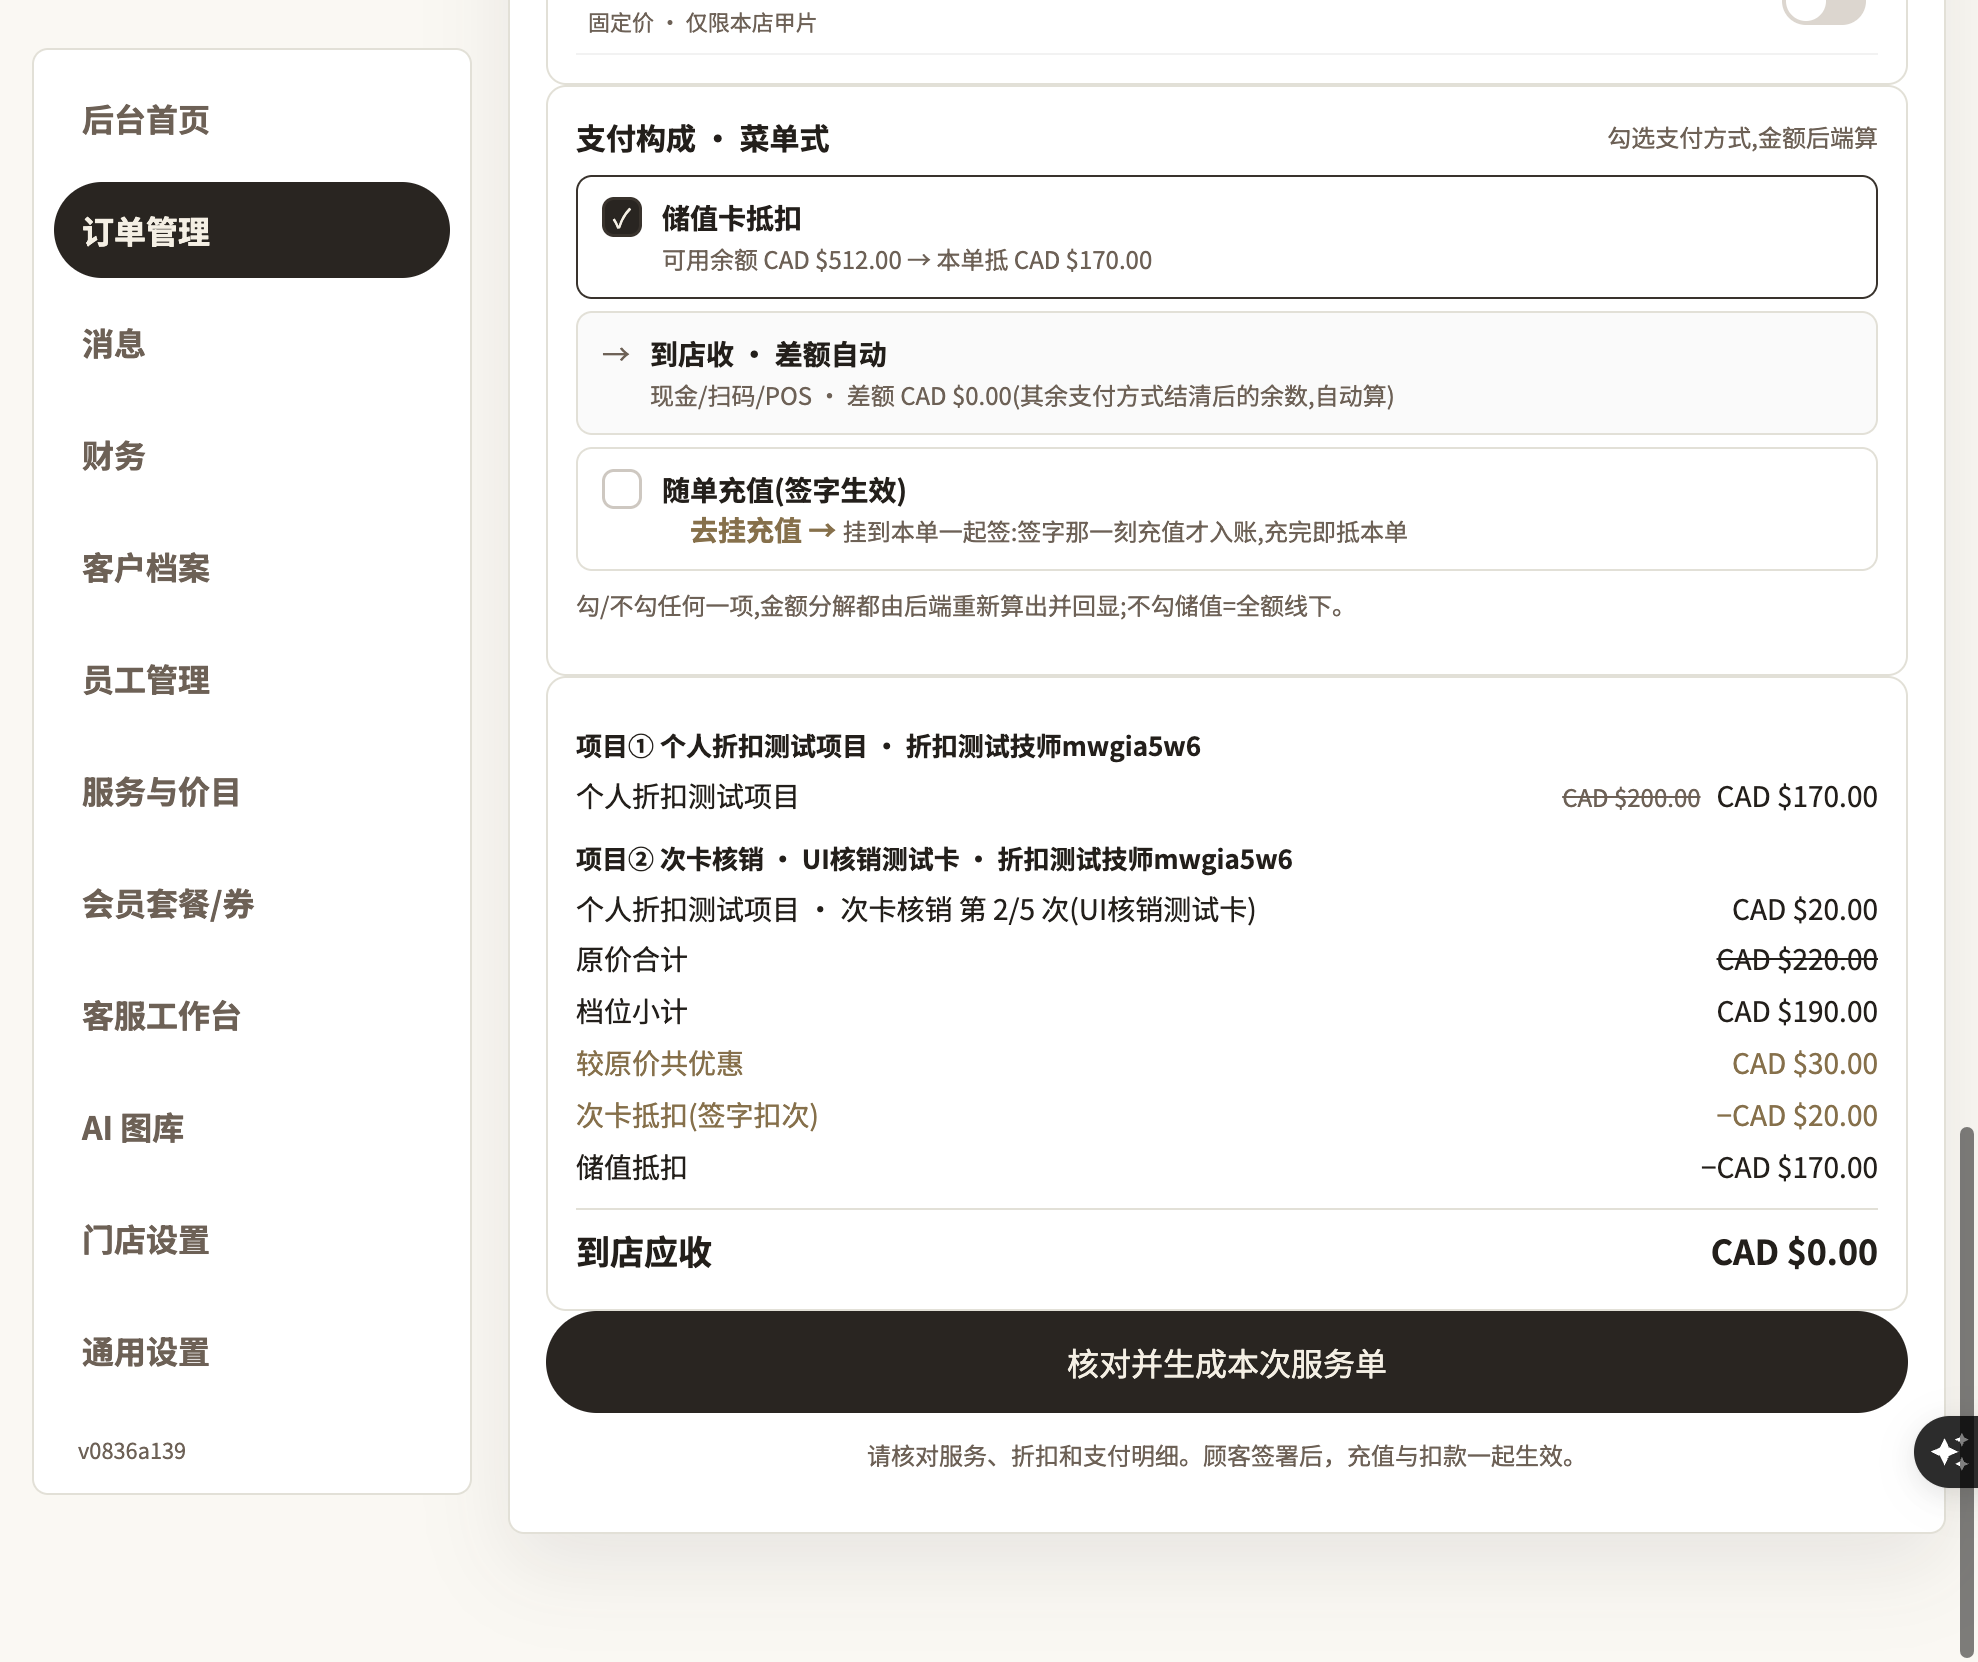 后台首页
订单管理
消息
财务
客户档案
员工管理
服务与价目
会员套餐/券
客服工作台
AI 图库
门店设置
通用设置
v0836a139
固定价 · 仅限本店甲片
支付构成 · 菜单式
勾选支付方式,金额后端算
储值卡抵扣
可用余额 CAD $512.00 → 本单抵 CAD $170.00
→ 到店收 · 差额自动
现金/扫码/POS · 差额 CAD $0.00(其余支付方式结清后的余数,自动算)
随单充值(签字生效)
去挂充值 → 挂到本单一起签:签字那一刻充值才入账,充完即抵本单
勾/不勾任何一项,金额分解都由后端重新算出并回显;不勾储值=全额线下。
项目① 个人折扣测试项目 · 折扣测试技师mwgia5w6
个人折扣测试项目 CAD $200.00 CAD $170.00
项目② 次卡核销 · UI核销测试卡 · 折扣测试技师mwgia5w6
个人折扣测试项目 · 次卡核销 第 2/5 次(UI核销测试卡) CAD $20.00
原价合计 CAD $220.00
档位小计 CAD $190.00
较原价共优惠 CAD $30.00
次卡抵扣(签字扣次) −CAD $20.00
储值抵扣 −CAD $170.00
到店应收 CAD $0.00
核对并生成本次服务单
请核对服务、折扣和支付明细。顾客签署后，充值与扣款一起生效。